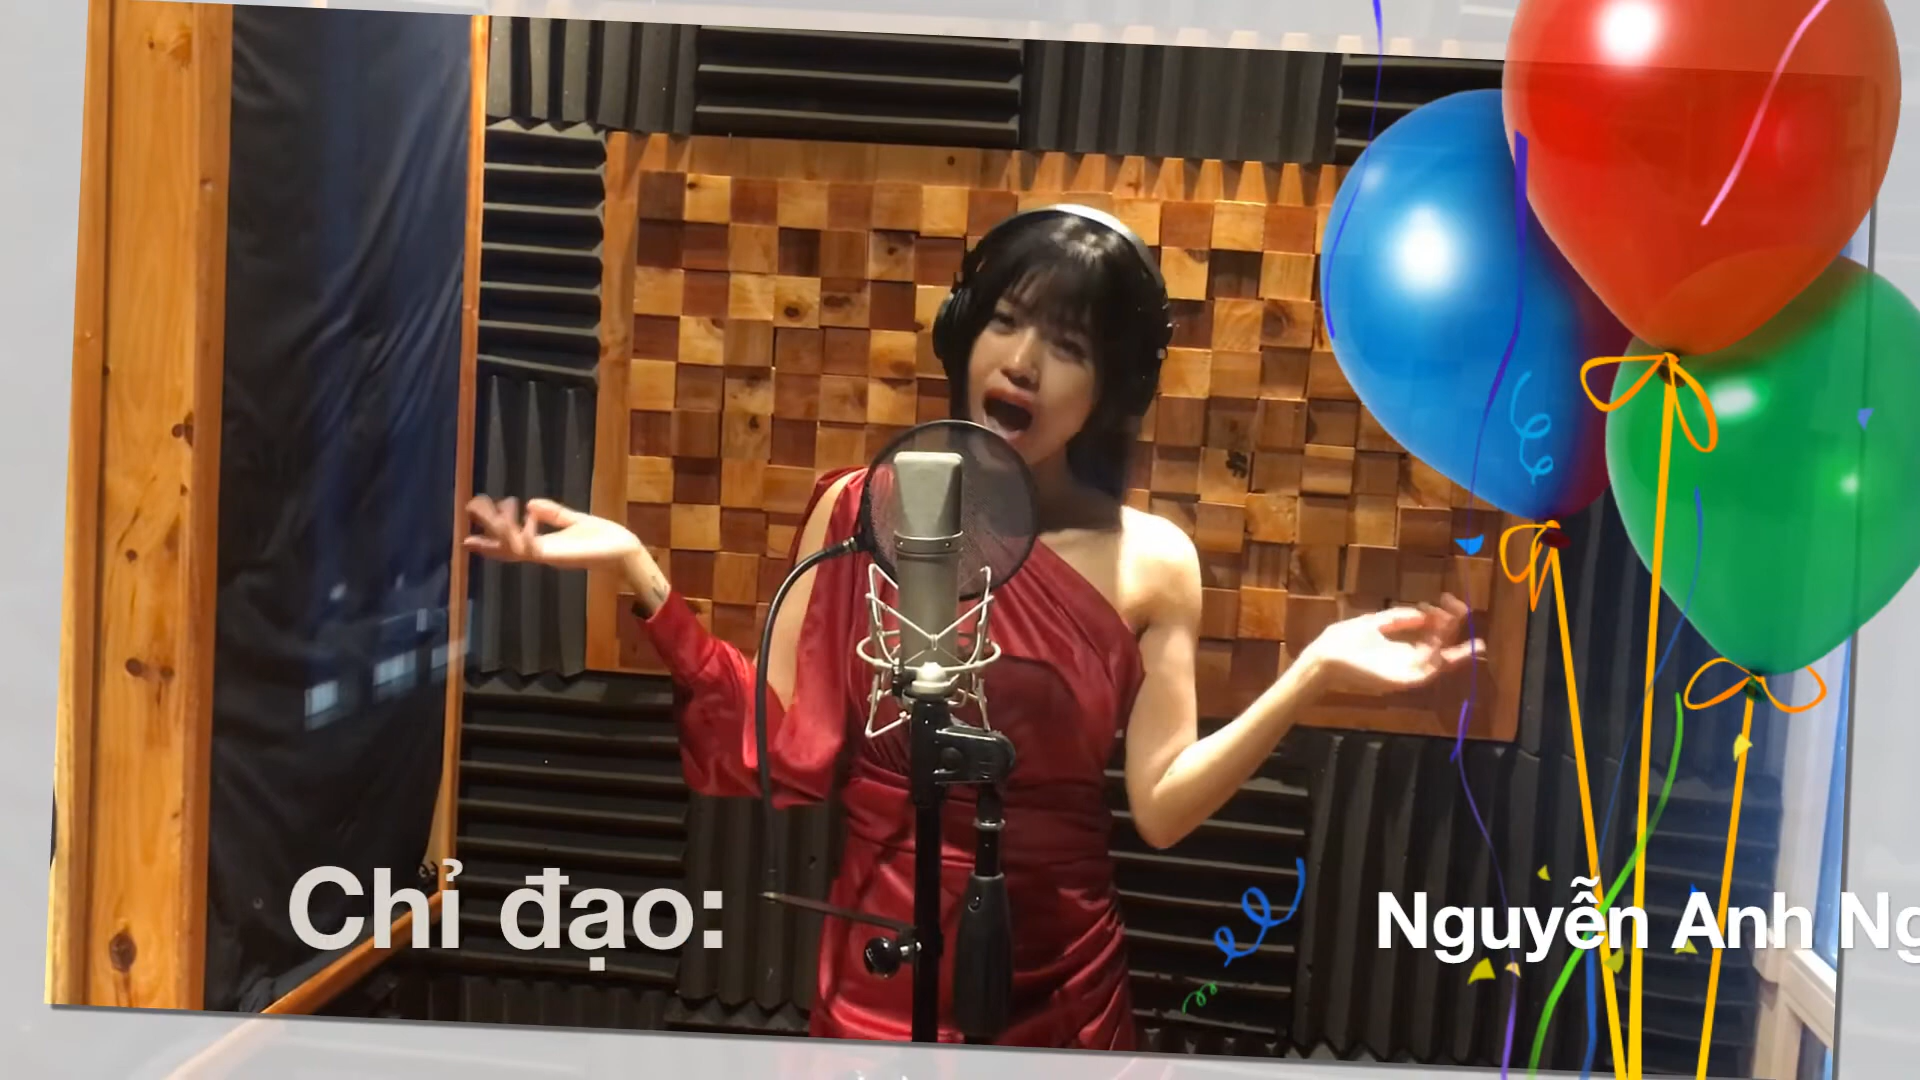 Chỉ đạo:
Nguyễn Anh